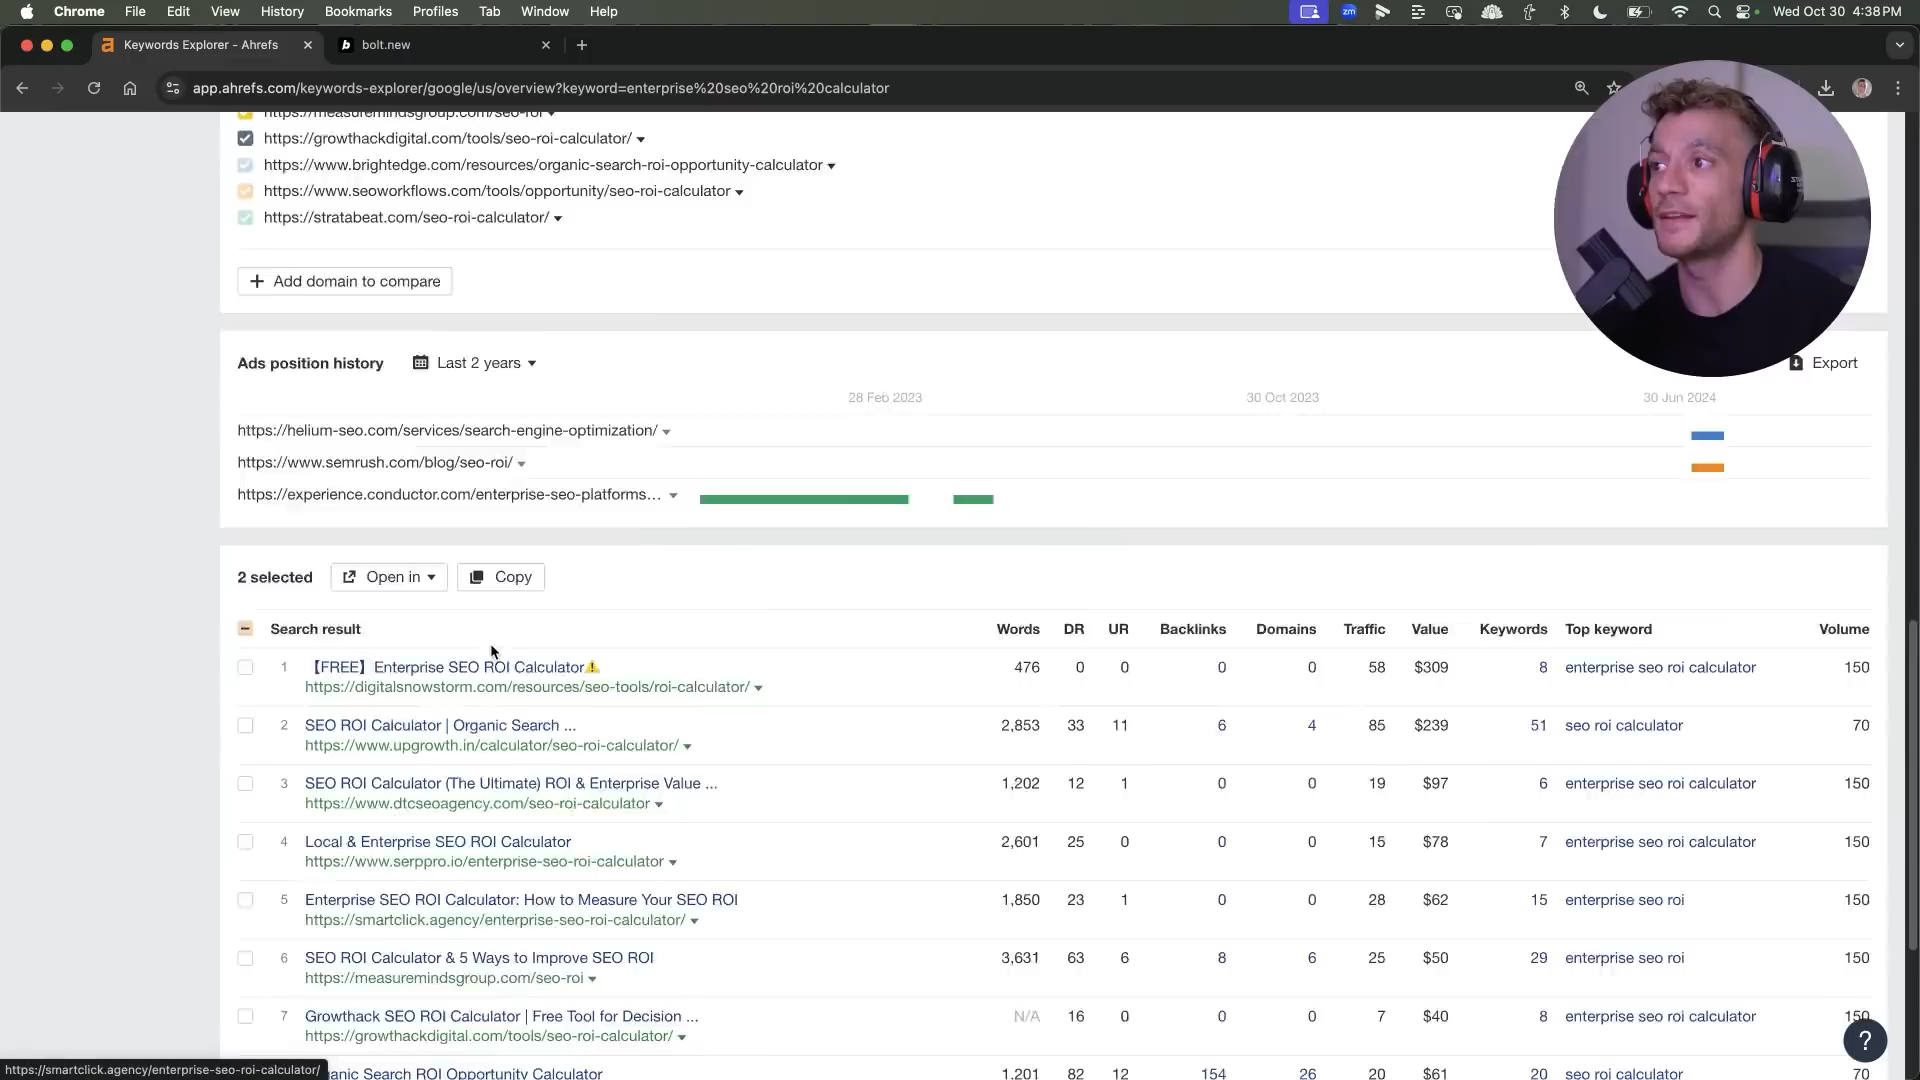 Chrome File Edit View History Bookmarks Profiles Tab Window Help zm Wed Oct 30 4:38 PM
Keywords Explorer - Ahrefs bolt.new
app.ahrefs.com/keywords-explorer/google/us/overview?keyword=enterprise%20seo%20roi%20calculator
https://measuremindsgroup.com/seo-roi
https://growthackdigital.com/tools/seo-roi-calculator/
https://www.brightedge.com/resources/organic-search-roi-opportunity-calculator
https://www.seoworkflows.com/tools/opportunity/seo-roi-calculator
https://stratabeat.com/seo-roi-calculator/
+ Add domain to compare
Ads position history Last 2 years Export
28 Feb 2023 30 Oct 2023 30 Jun 2024
https://helium-seo.com/services/search-engine-optimization/
https://www.semrush.com/blog/seo-roi/
https://experience.conductor.com/enterprise-seo-platforms...
2 selected Open in Copy
Search result Words DR UR Backlinks Domains Traffic Value Keywords Top keyword Volume
1 【FREE】Enterprise SEO ROI Calculator 476 0 0 0 0 58 $309 8 enterprise seo roi calculator 150
https://digitalsnowstorm.com/resources/seo-tools/roi-calculator/
2 SEO ROI Calculator | Organic Search ... 2,853 33 11 6 4 85 $239 51 seo roi calculator 70
https://www.upgrowth.in/calculator/seo-roi-calculator/
3 SEO ROI Calculator (The Ultimate) ROI & Enterprise Value ... 1,202 12 1 0 0 19 $97 6 enterprise seo roi calculator 150
https://www.dtcseoagency.com/seo-roi-calculator
4 Local & Enterprise SEO ROI Calculator 2,601 25 0 0 0 15 $78 7 enterprise seo roi calculator 150
https://www.serppro.io/enterprise-seo-roi-calculator
5 Enterprise SEO ROI Calculator: How to Measure Your SEO ROI 1,850 23 1 0 0 28 $62 15 enterprise seo roi 150
https://smartclick.agency/enterprise-seo-roi-calculator/
6 SEO ROI Calculator & 5 Ways to Improve SEO ROI 3,631 63 6 8 6 25 $50 29 enterprise seo roi 150
https://measuremindsgroup.com/seo-roi
7 Growthack SEO ROI Calculator | Free Tool for Decision ... N/A 16 0 0 0 7 $40 8 enterprise seo roi calculator 150
https://growthackdigital.com/tools/seo-roi-calculator/
?
https://smartclick.agency/enterprise-seo-roi-calculator/
anic Search ROI Opportunity Calculator 1,201 82 12 154 26 20 $61 20 seo roi calculator 70